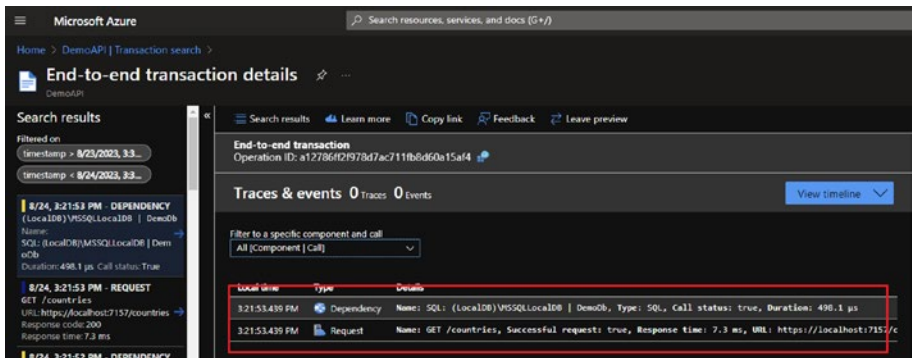 Microsoft Azure
Search resources, services, and docs (G+/)
Home > DemoAPI | Transaction search >
End-to-end transaction details
DemoAPI
Search results
Filtered on
timestamp > 8/23/2023, 3:3...
timestamp < 8/24/2023, 3:3...
8/24, 3:21:53 PM - DEPENDENCY
(LocalDB)\MSSQLLocalDB | DemoDb
Name:
SQL: (LocalDB)\MSSQLLocalDB | Dem
oDb
Duration: 498.1 µs Call status: True
8/24, 3:21:53 PM - REQUEST
GET /countries
URL: https://localhost:7157/countries
Response code: 200
Response time: 7.3 ms
8/24, 3:21:53 PM - DEPENDENCY
Search results Learn more Copy link Feedback Leave preview
End-to-end transaction
Operation ID: a12786ff2f978d7ac711fb8d60a15af4
Traces & events 0 Traces 0 Events
View timeline
Filter to a specific component and call
All [Component | Call]
Local time Type Details
3:21:53.439 PM Dependency Name: SQL: (LocalDB)\MSSQLLocalDB | DemoDb, Type: SQL, Call status: true, Duration: 498.1 µs
3:21:53.439 PM Request Name: GET /countries, Successful request: true, Response time: 7.3 ms, URL: https://localhost:7157/c